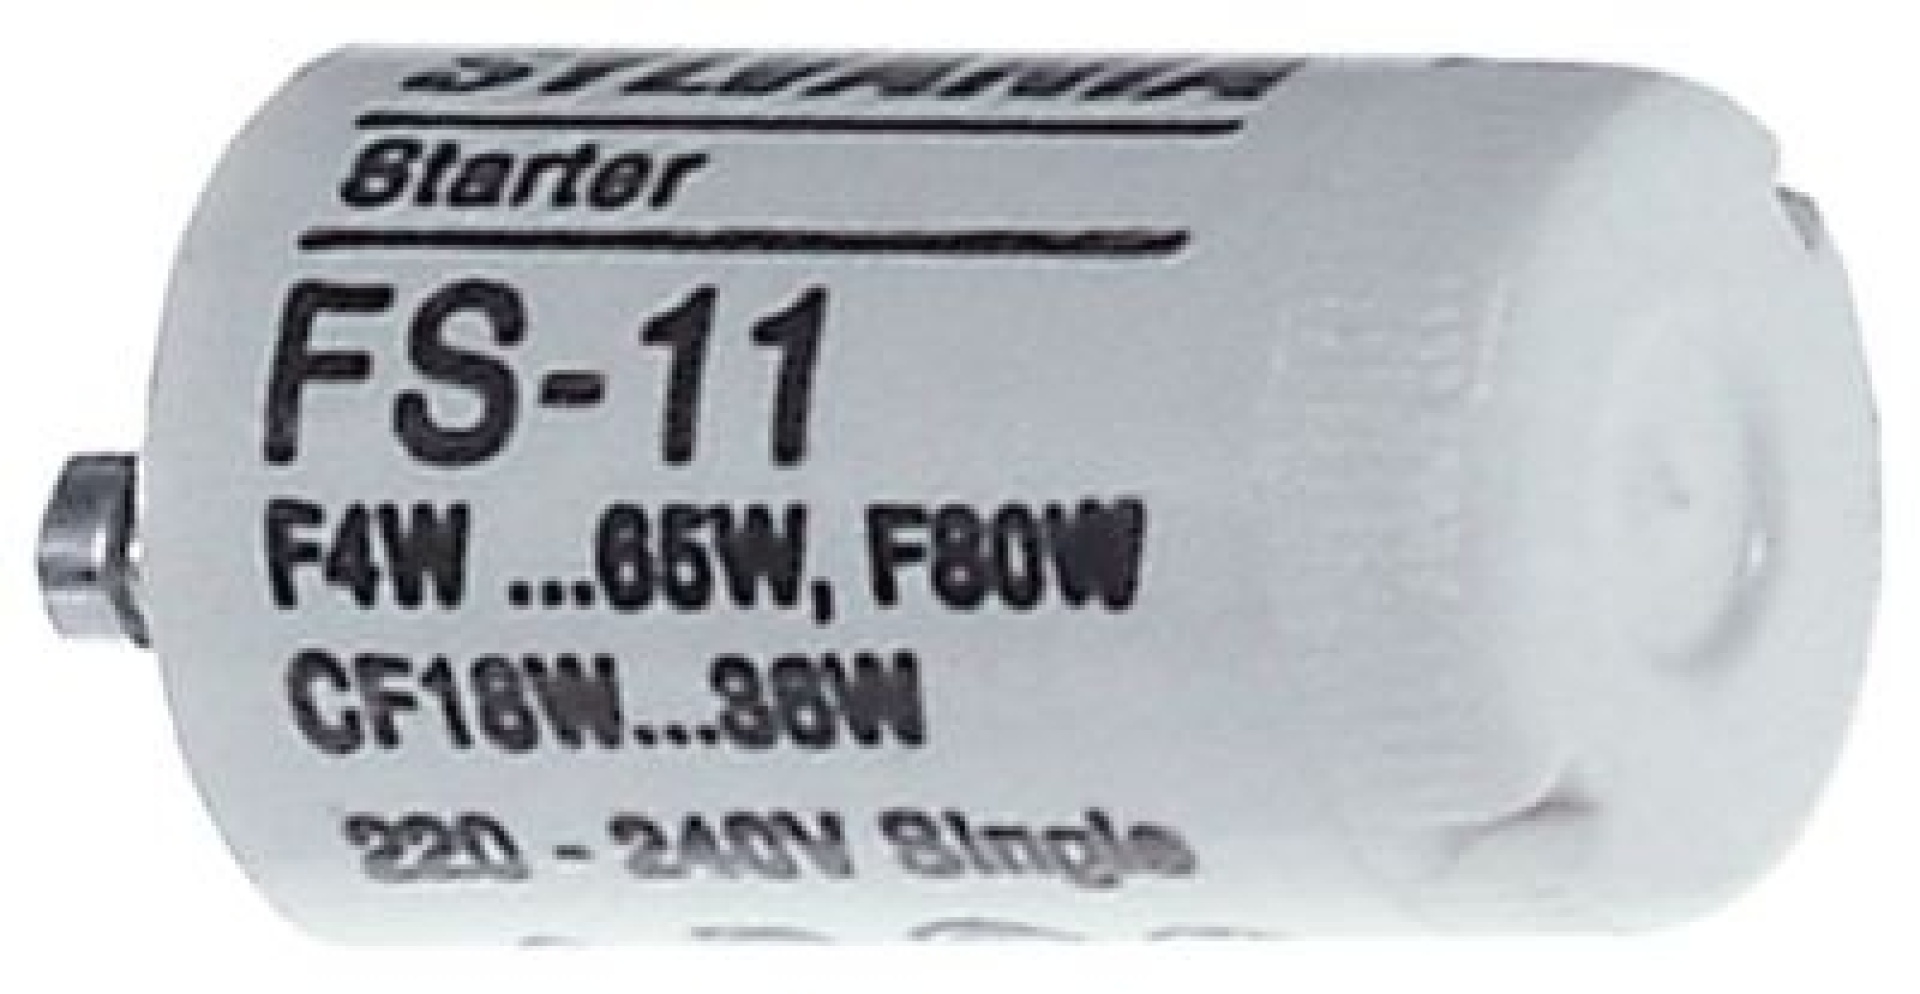 SYLVANIA
Starter
FS-11
F4W ...65W, F80W
CF18W...36W
220 - 240V Single